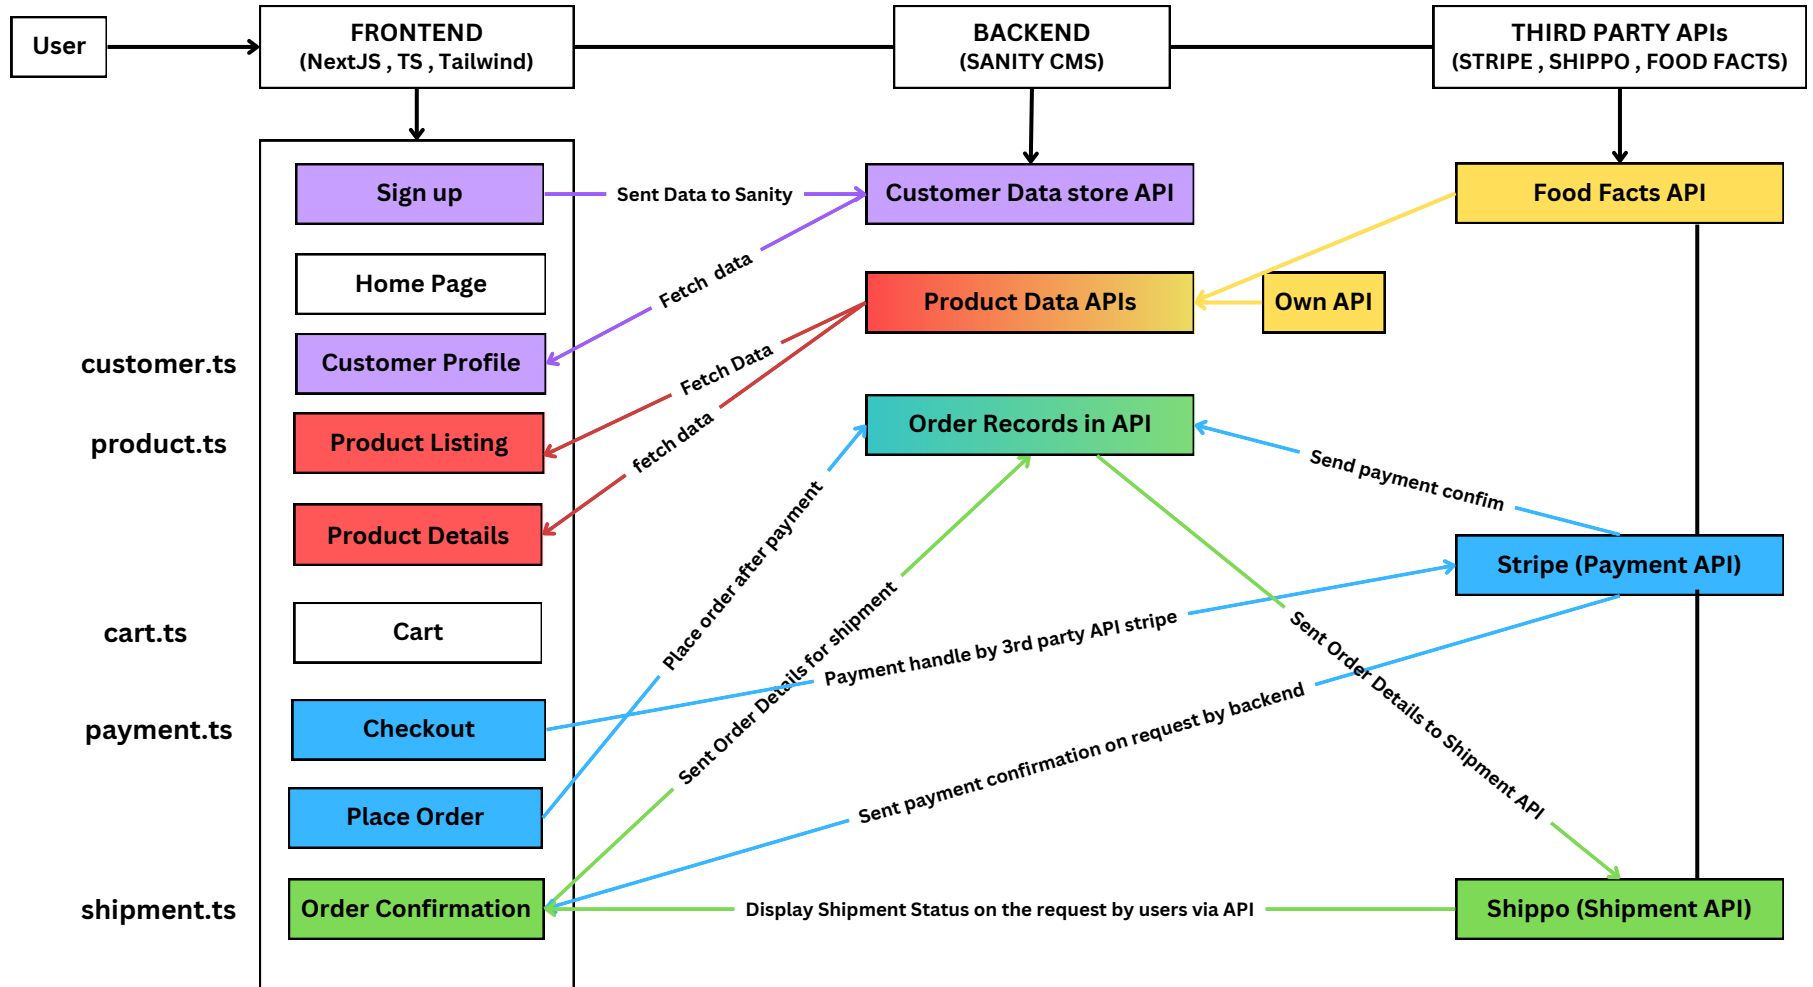 User
FRONTEND
(NextJS , TS , Tailwind)
BACKEND
(SANITY CMS)
THIRD PARTY APIs
(STRIPE , SHIPPO , FOOD FACTS)
Sign up
Sent Data to Sanity
Customer Data store API
Food Facts API
Home Page
Fetch data
Product Data APIs
Own API
customer.ts
Customer Profile
Fetch Data
product.ts
Product Listing
fetch data
Order Records in API
Send payment confim
Product Details
Place order after payment
Stripe (Payment API)
cart.ts
Cart
Sent Order Details for shipment
Payment handle by 3rd party API stripe
Sent Order Details to Shipment API
payment.ts
Checkout
Sent payment confirmation on request by backend
Place Order
shipment.ts
Order Confirmation
Display Shipment Status on the request by users via API
Shippo (Shipment API)